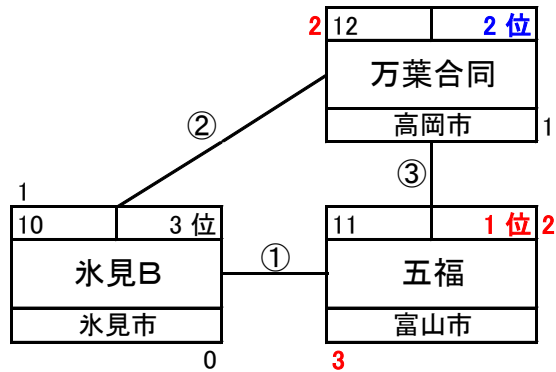 2 12 2 位
万葉合同
高岡市 1
②
③
1
10 3 位
氷見B
氷見市
0
①
11 1 位 2
五福
富山市
3